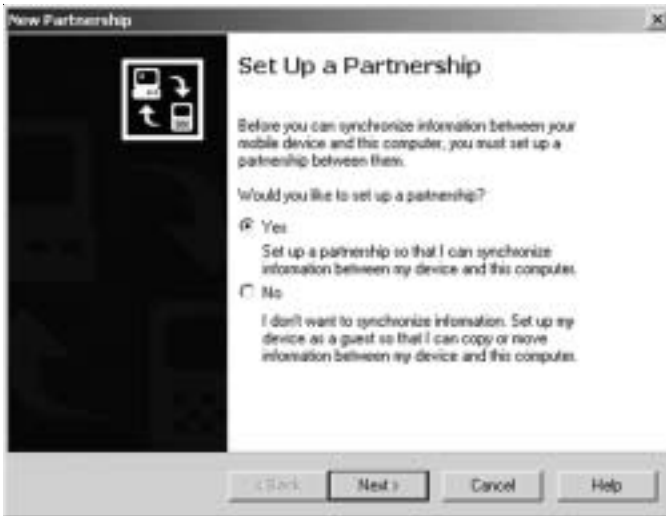 New Partnership
Set Up a Partnership
Before you can synchronize information between your
mobile device and this computer, you must set up a
partnership between them.
Would you like to set up a partnership?
Yes
Set up a partnership so that I can synchronize
information between my device and this computer.
No
I don't want to synchronize information. Set up my
device as a guest so that I can copy or move
information between my device and this computer.
< Back Next > Cancel Help